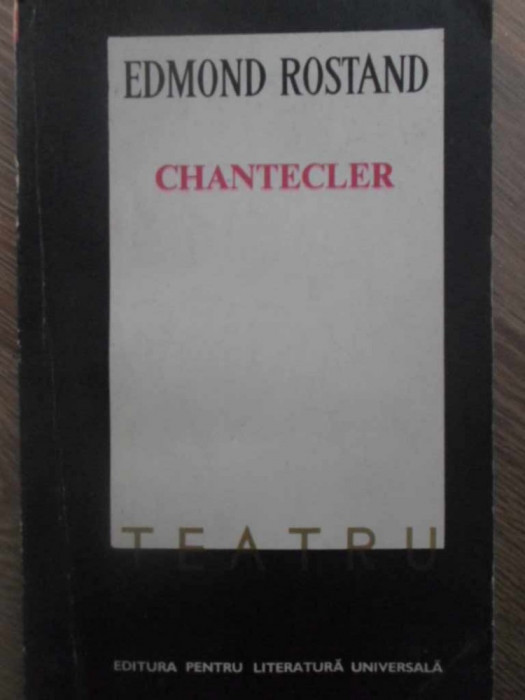 EDMOND ROSTAND
CHANTECLER
TEATRU
EDITURA PENTRU LITERATURĂ UNIVERSALĂ